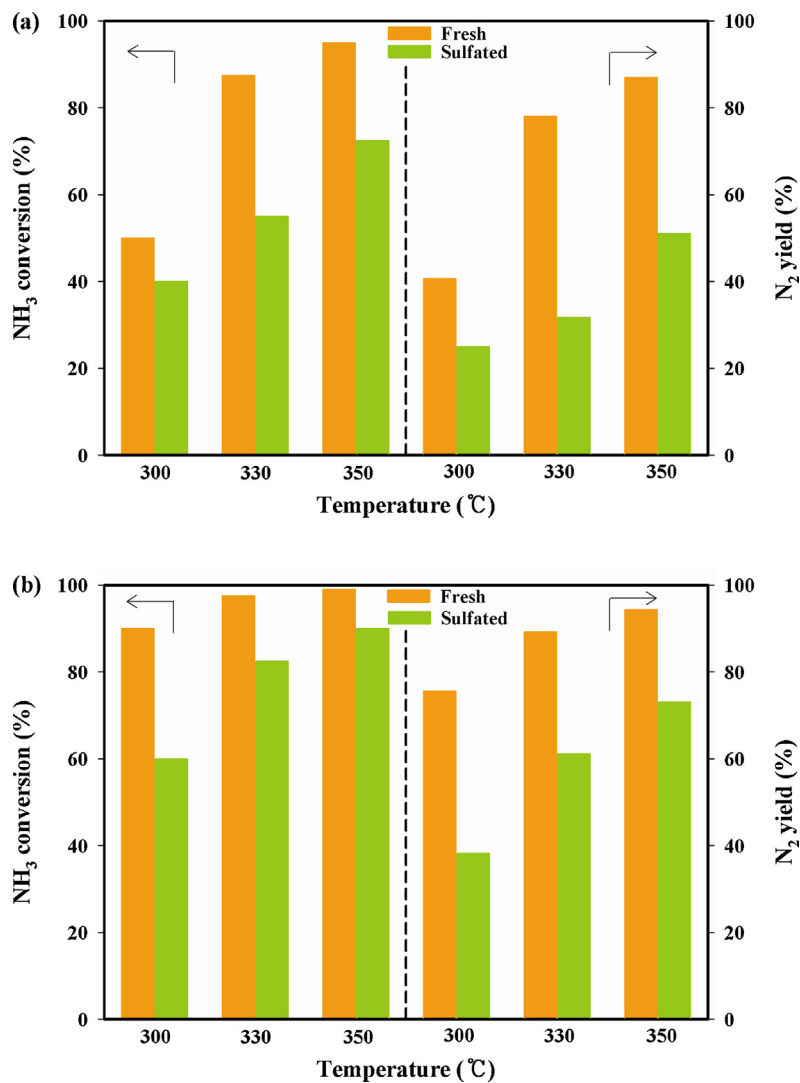 (a)
Fresh
Sulfated
100
80
60
40
20
0
NH₃ conversion (%)
100
80
60
40
20
0
N₂ yield (%)
300 330 350 300 330 350
Temperature (℃)
(b)
Fresh
Sulfated
100
80
60
40
20
0
NH₃ conversion (%)
100
80
60
40
20
0
N₂ yield (%)
300 330 350 300 330 350
Temperature (℃)